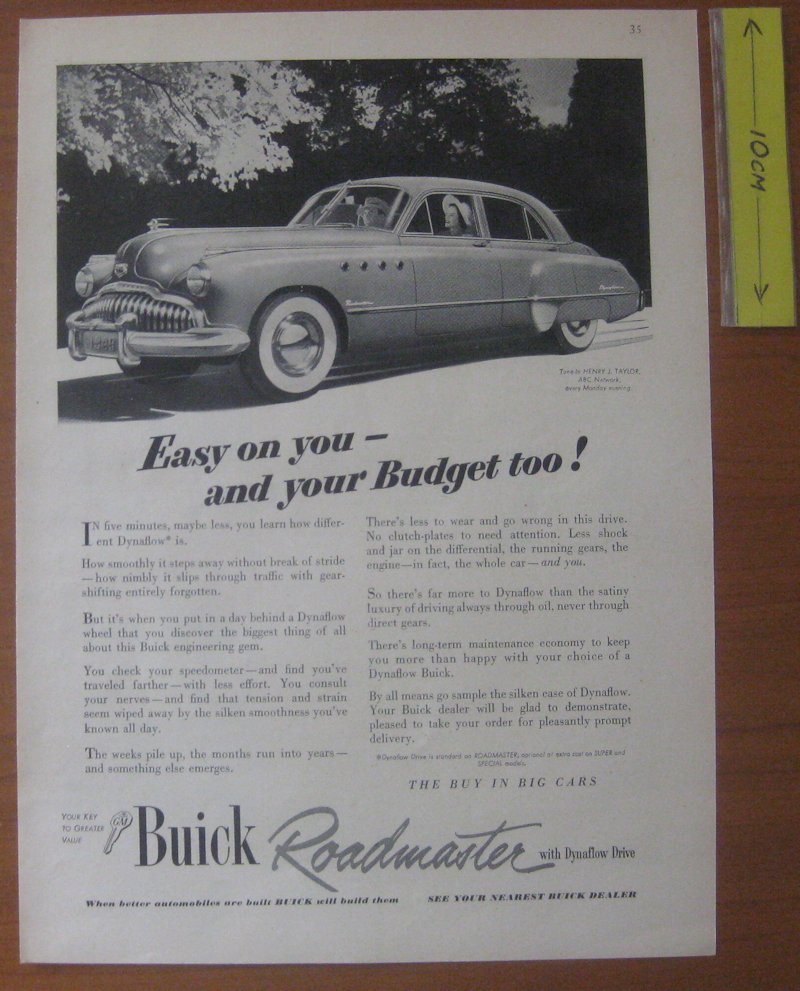 35
10CM
Tune in HENRY J. TAYLOR,
ABC Network,
every Monday evening.
Easy on you –
and your Budget too!
IN five minutes, maybe less, you learn how differ-
ent Dynaflow* is.
How smoothly it steps away without break of stride
—how nimbly it slips through traffic with gear-
shifting entirely forgotten.
But it's when you put in a day behind a Dynaflow
wheel that you discover the biggest thing of all
about this Buick engineering gem.
You check your speedometer—and find you've
traveled farther—with less effort. You consult
your nerves—and find that tension and strain
seem wiped away by the silken smoothness you've
known all day.
The weeks pile up, the months run into years—
and something else emerges.
There's less to wear and go wrong in this drive.
No clutch-plates to need attention. Less shock
and jar on the differential, the running gears, the
engine—in fact, the whole car—and you.
So there's far more to Dynaflow than the satiny
luxury of driving always through oil, never through
direct gears.
There's long-term maintenance economy to keep
you more than happy with your choice of a
Dynaflow Buick.
By all means go sample the silken ease of Dynaflow.
Your Buick dealer will be glad to demonstrate,
pleased to take your order for pleasantly prompt
delivery.
*Dynaflow Drive is standard on ROADMASTER, optional at extra cost on SUPER and
SPECIAL models.
THE BUY IN BIG CARS
YOUR KEY
TO GREATER
VALUE
GM
Buick Roadmaster with Dynaflow Drive
When better automobiles are built BUICK will build them
SEE YOUR NEAREST BUICK DEALER